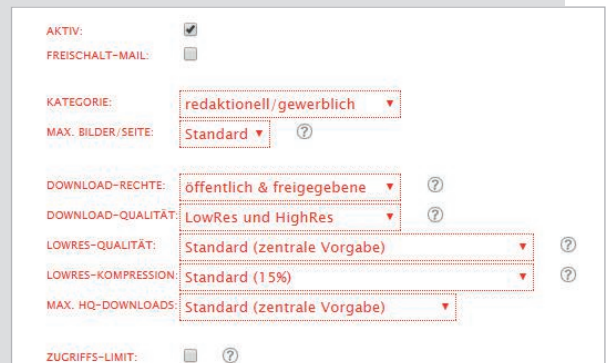 AKTIV:
FREISCHALT-MAIL:
KATEGORIE: redaktionell/gewerblich
MAX. BILDER/SEITE: Standard
DOWNLOAD-RECHTE: öffentlich & freigegebene
DOWNLOAD-QUALITÄT: LowRes und HighRes
LOWRES-QUALITÄT: Standard (zentrale Vorgabe)
LOWRES-KOMPRESSION: Standard (15%)
MAX. HQ-DOWNLOADS: Standard (zentrale Vorgabe)
ZUGRIFFS-LIMIT: